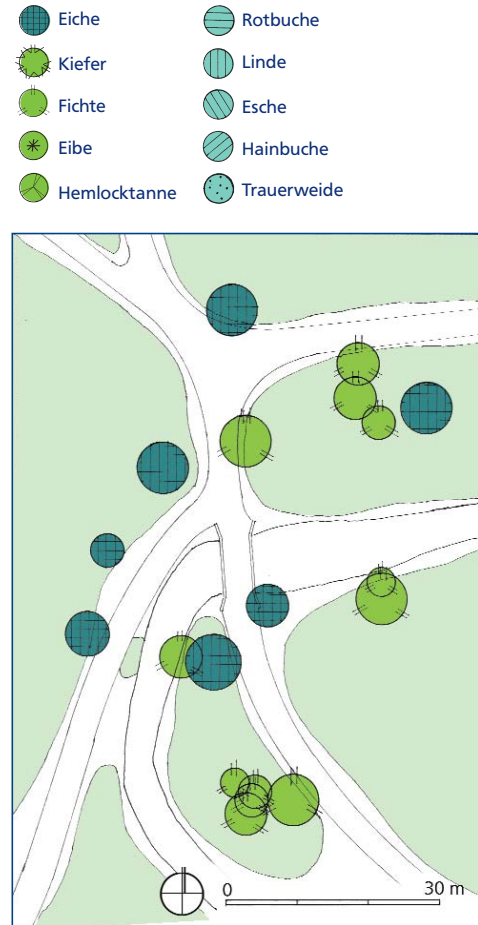 Eiche
Kiefer
Fichte
Eibe
Hemlocktanne
Rotbuche
Linde
Esche
Hainbuche
Trauerweide
0 30 m